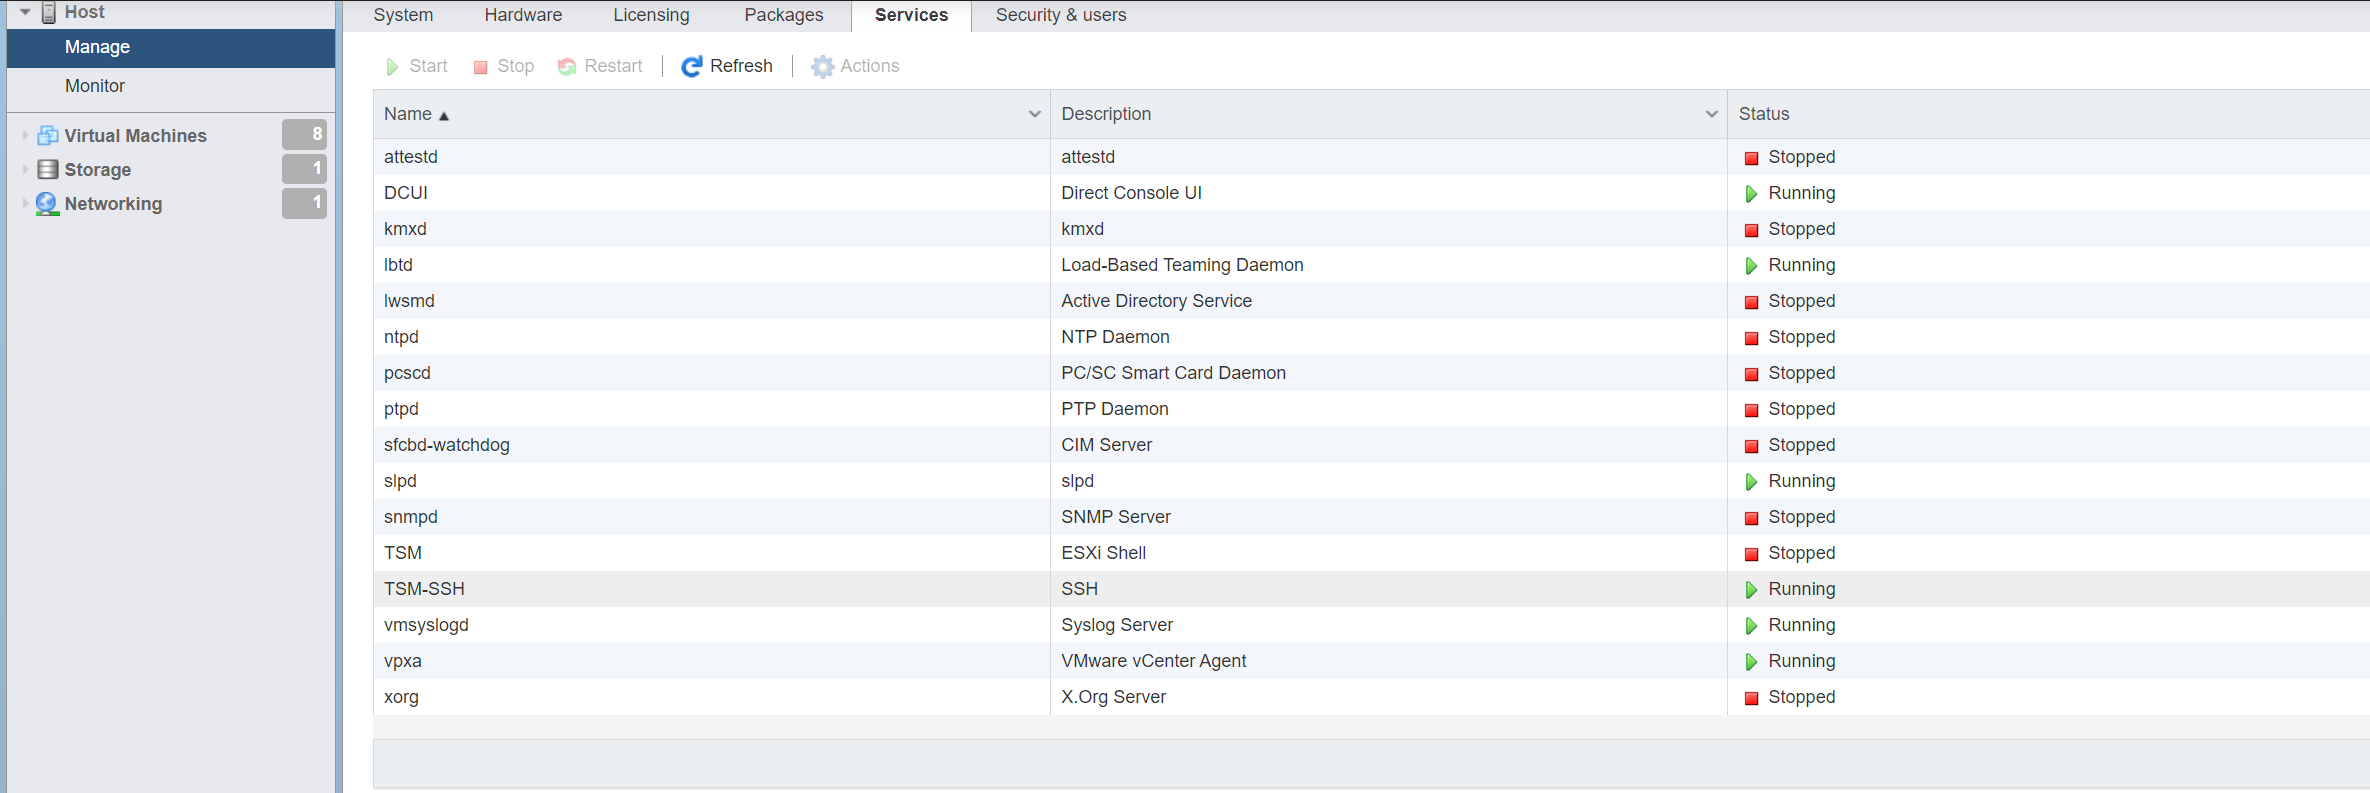 Host
Manage
Monitor
Virtual Machines 8
Storage 1
Networking 1
System Hardware Licensing Packages Services Security & users
Start Stop Restart Refresh Actions
Name Description Status
attestd attestd Stopped
DCUI Direct Console UI Running
kmxd kmxd Stopped
lbtd Load-Based Teaming Daemon Running
lwsmd Active Directory Service Stopped
ntpd NTP Daemon Stopped
pcscd PC/SC Smart Card Daemon Stopped
ptpd PTP Daemon Stopped
sfcbd-watchdog CIM Server Stopped
slpd slpd Running
snmpd SNMP Server Stopped
TSM ESXi Shell Stopped
TSM-SSH SSH Running
vmsyslogd Syslog Server Running
vpxa VMware vCenter Agent Running
xorg X.Org Server Stopped